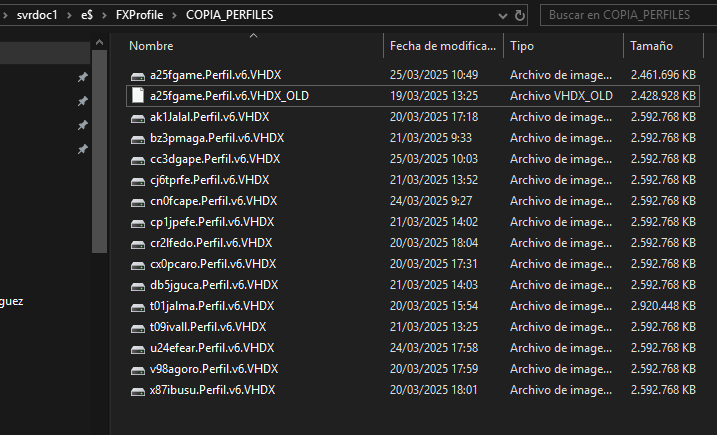 svrdoc1 > e$ > FXProfile > COPIA_PERFILES
Buscar en COPIA_PERFILES
Nombre Fecha de modifica... Tipo Tamaño
a25fgame.Perfil.v6.VHDX 25/03/2025 10:49 Archivo de image... 2.461.696 KB
a25fgame.Perfil.v6.VHDX_OLD 19/03/2025 13:25 Archivo VHDX_OLD 2.428.928 KB
ak1Jalal.Perfil.v6.VHDX 20/03/2025 17:18 Archivo de image... 2.592.768 KB
bz3pmaga.Perfil.v6.VHDX 21/03/2025 9:33 Archivo de image... 2.592.768 KB
cc3dgape.Perfil.v6.VHDX 25/03/2025 10:03 Archivo de image... 2.592.768 KB
cj6tprfe.Perfil.v6.VHDX 21/03/2025 13:52 Archivo de image... 2.592.768 KB
cn0fcape.Perfil.v6.VHDX 24/03/2025 9:27 Archivo de image... 2.592.768 KB
cp1jpefe.Perfil.v6.VHDX 21/03/2025 14:02 Archivo de image... 2.592.768 KB
cr2lfedo.Perfil.v6.VHDX 20/03/2025 18:04 Archivo de image... 2.592.768 KB
cx0pcaro.Perfil.v6.VHDX 20/03/2025 17:31 Archivo de image... 2.592.768 KB
db5jguca.Perfil.v6.VHDX 21/03/2025 14:03 Archivo de image... 2.592.768 KB
guez
t01jalma.Perfil.v6.VHDX 20/03/2025 15:54 Archivo de image... 2.920.448 KB
t09ivall.Perfil.v6.VHDX 21/03/2025 13:25 Archivo de image... 2.592.768 KB
u24efear.Perfil.v6.VHDX 24/03/2025 17:58 Archivo de image... 2.592.768 KB
v98agoro.Perfil.v6.VHDX 20/03/2025 17:59 Archivo de image... 2.592.768 KB
x87ibusu.Perfil.v6.VHDX 20/03/2025 18:01 Archivo de image... 2.592.768 KB